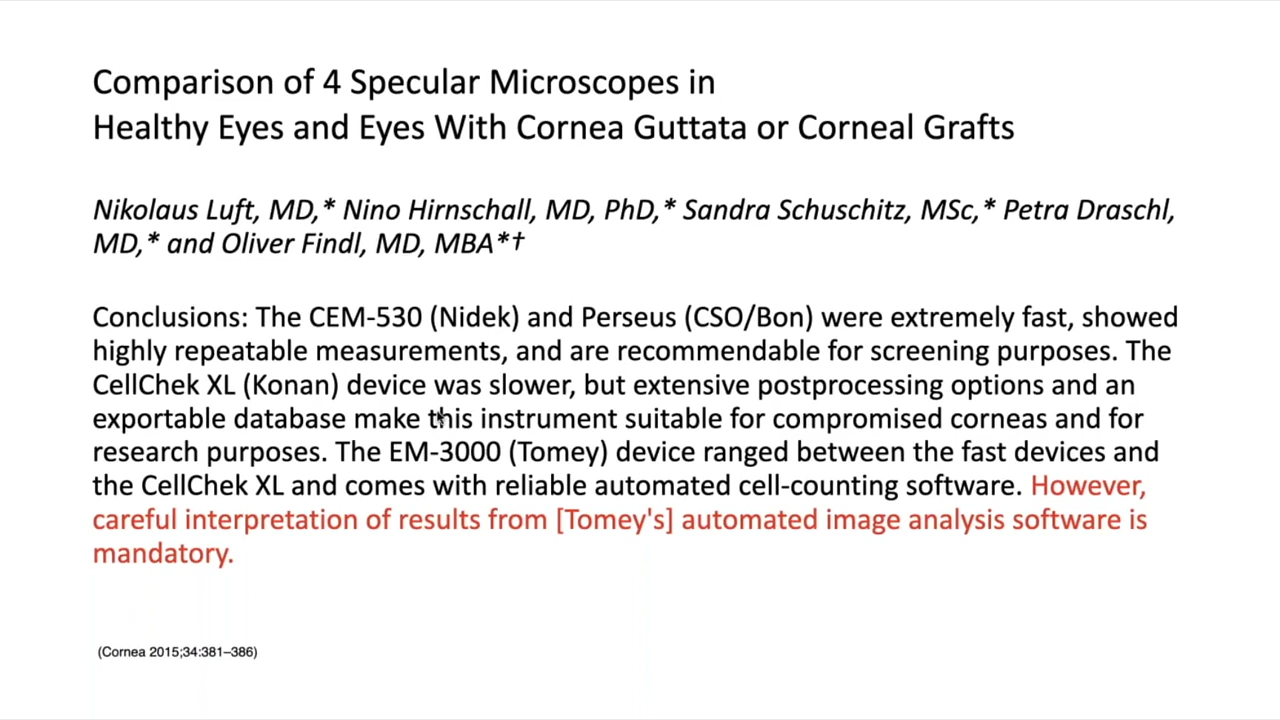 Comparison of 4 Specular Microscopes in
Healthy Eyes and Eyes With Cornea Guttata or Corneal Grafts
Nikolaus Luft, MD,* Nino Hirnschall, MD, PhD,* Sandra Schuschitz, MSc,* Petra Draschl,
MD,* and Oliver Findl, MD, MBA*†
Conclusions: The CEM-530 (Nidek) and Perseus (CSO/Bon) were extremely fast, showed
highly repeatable measurements, and are recommendable for screening purposes. The
CellChek XL (Konan) device was slower, but extensive postprocessing options and an
exportable database make this instrument suitable for compromised corneas and for
research purposes. The EM-3000 (Tomey) device ranged between the fast devices and
the CellChek XL and comes with reliable automated cell-counting software. However,
careful interpretation of results from [Tomey's] automated image analysis software is
mandatory.
(Cornea 2015;34:381–386)